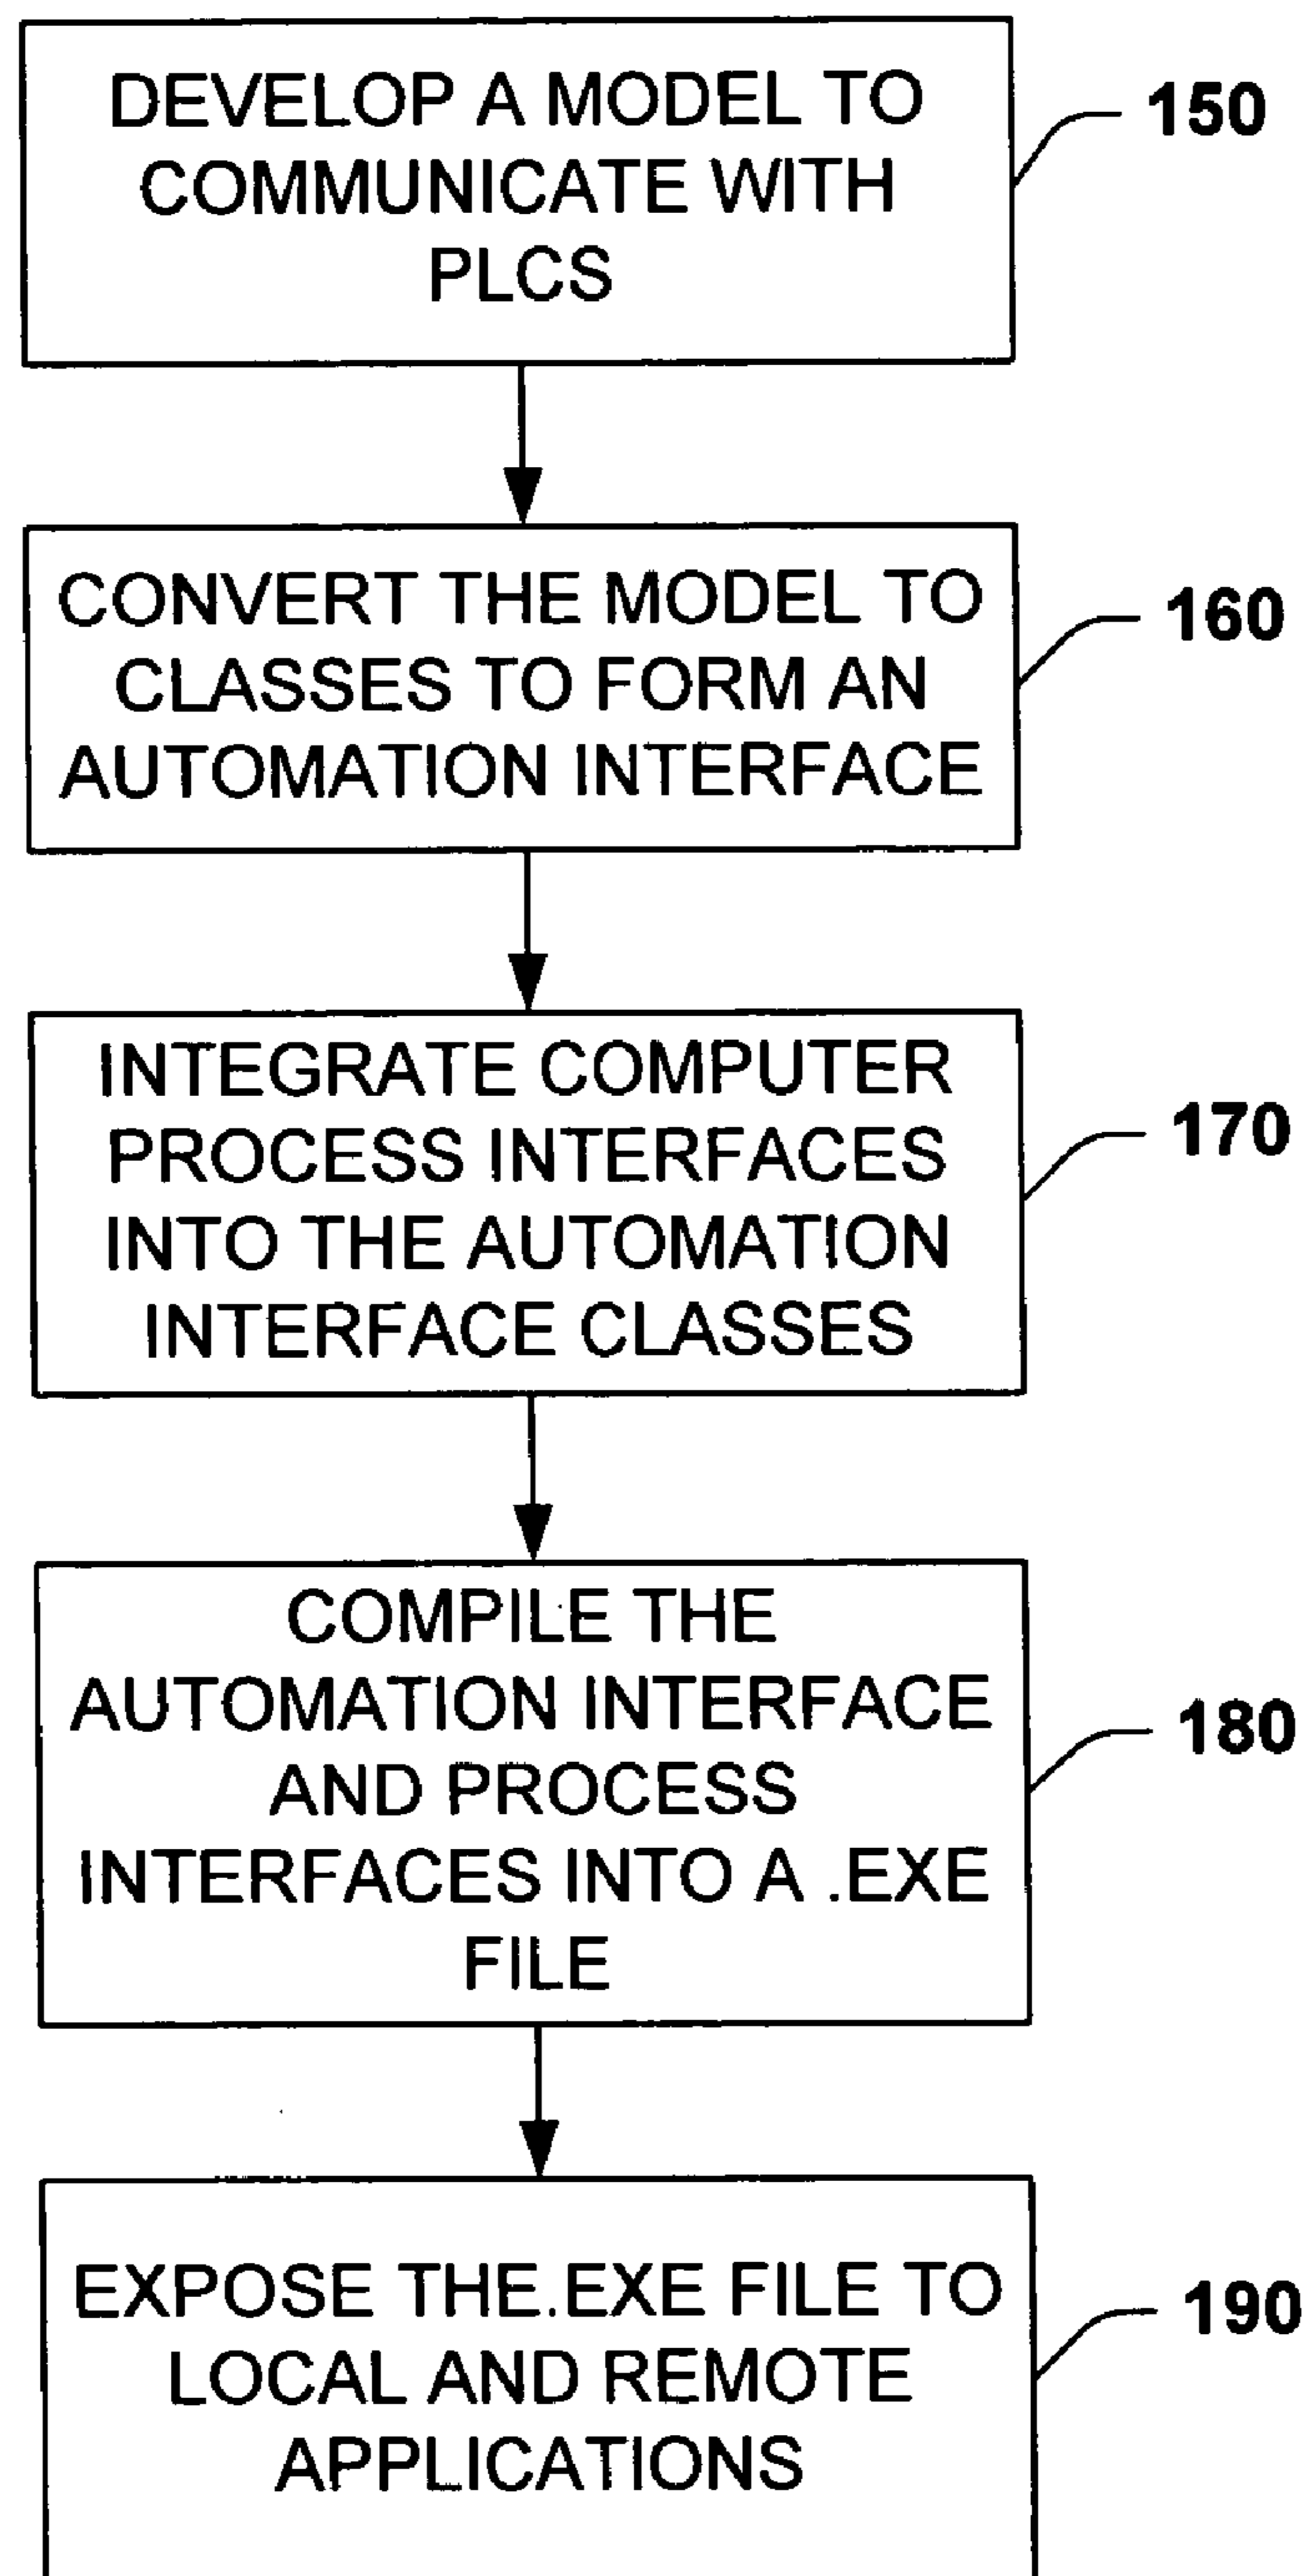 DEVELOP A MODEL TO
COMMUNICATE WITH
PLCS
150
CONVERT THE MODEL TO
CLASSES TO FORM AN
AUTOMATION INTERFACE
160
INTEGRATE COMPUTER
PROCESS INTERFACES
INTO THE AUTOMATION
INTERFACE CLASSES
170
COMPILE THE
AUTOMATION INTERFACE
AND PROCESS
INTERFACES INTO A .EXE
FILE
180
EXPOSE THE.EXE FILE TO
LOCAL AND REMOTE
APPLICATIONS
190